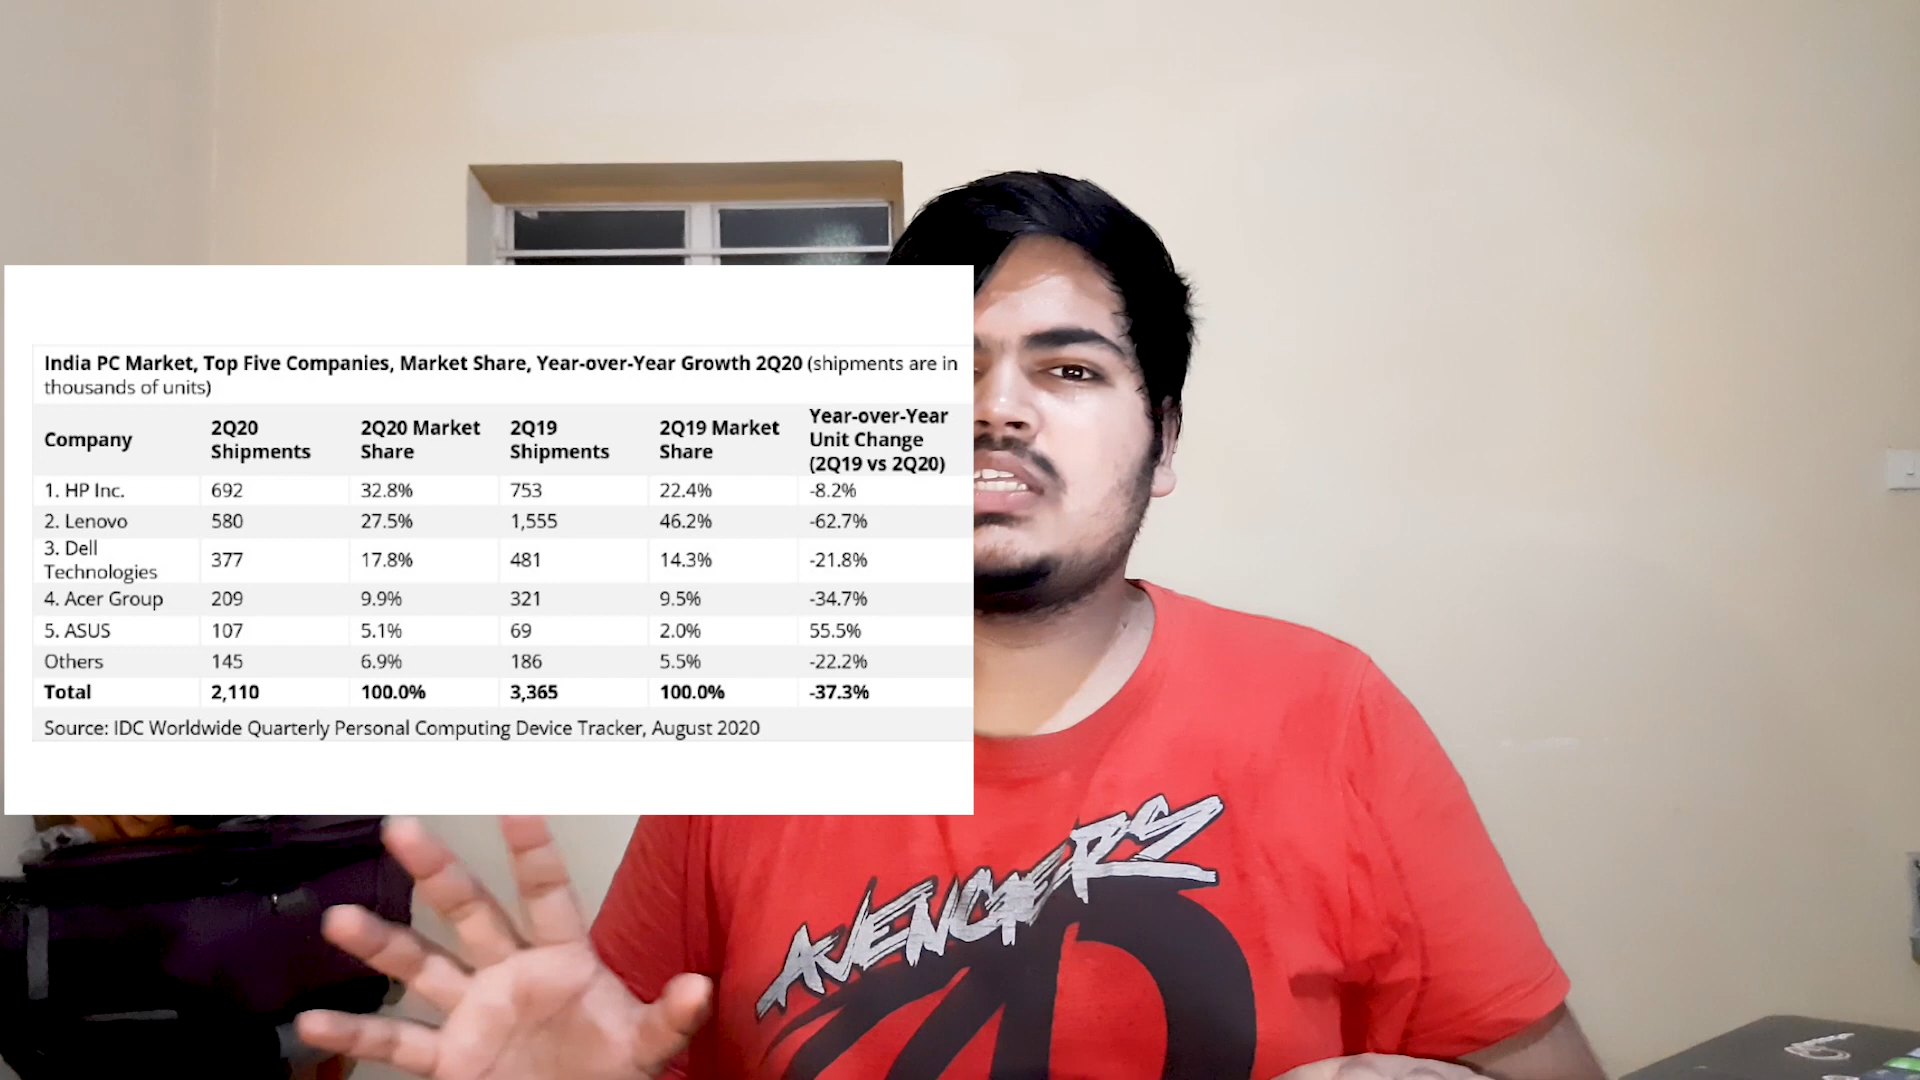 India PC Market, Top Five Companies, Market Share, Year-over-Year Growth 2Q20 (shipments are in
thousands of units)
Company 2Q20 Shipments 2Q20 Market Share 2Q19 Shipments 2Q19 Market Share Year-over-Year Unit Change (2Q19 vs 2Q20)
1. HP Inc. 692 32.8% 753 22.4% -8.2%
2. Lenovo 580 27.5% 1,555 46.2% -62.7%
3. Dell Technologies 377 17.8% 481 14.3% -21.8%
4. Acer Group 209 9.9% 321 9.5% -34.7%
5. ASUS 107 5.1% 69 2.0% 55.5%
Others 145 6.9% 186 5.5% -22.2%
Total 2,110 100.0% 3,365 100.0% -37.3%
Source: IDC Worldwide Quarterly Personal Computing Device Tracker, August 2020
AVENGERS